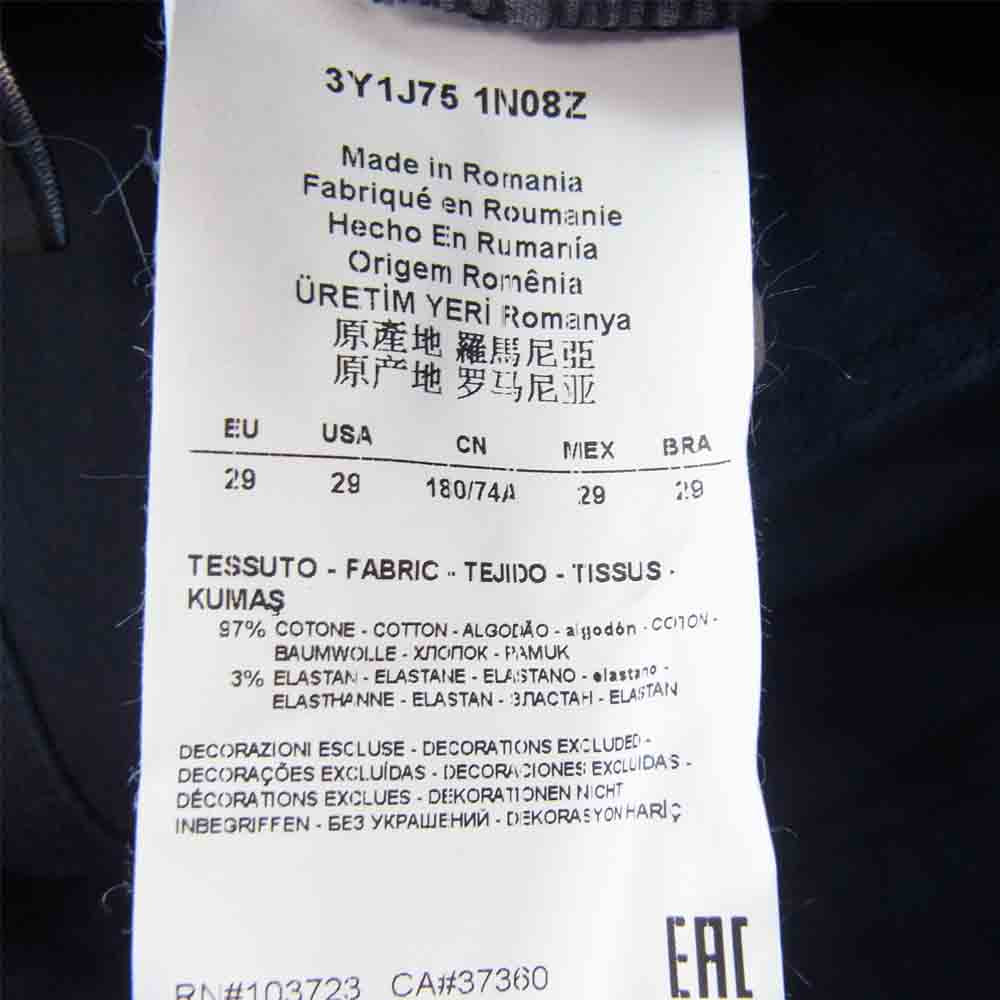 3Y1J75 1N08Z
Made in Romania
Fabriqué en Roumanie
Hecho En Rumanía
Origem Romênia
ÜRETİM YERİ Romanya
原產地 羅馬尼亞
原产地 罗马尼亚
EU USA CN MEX BRA
29 29 180/74A 29 29
TESSUTO - FABRIC - TEJIDO - TISSUS -
KUMAŞ
97% COTONE - COTTON - ALGODÃO - algodón - COTON -
BAUMWOLLE - ХЛОПОК - PAMUK
3% ELASTAN - ELASTANE - ELASTANO - elastano -
ELASTHANNE - ELASTAN - ЭЛАСТАН - ELASTAN
DECORAZIONI ESCLUSE - DECORATIONS EXCLUDED -
DECORAÇÕES EXCLUÍDAS - DECORACIONES EXCLUIDAS -
DÉCORATIONS EXCLUES - DEKORATIONEN NICHT
INBEGRIFFEN - БЕЗ УКРАШЕНИЙ - DEKORASYON HARİÇ
EAC
RN#103723 CA#37360